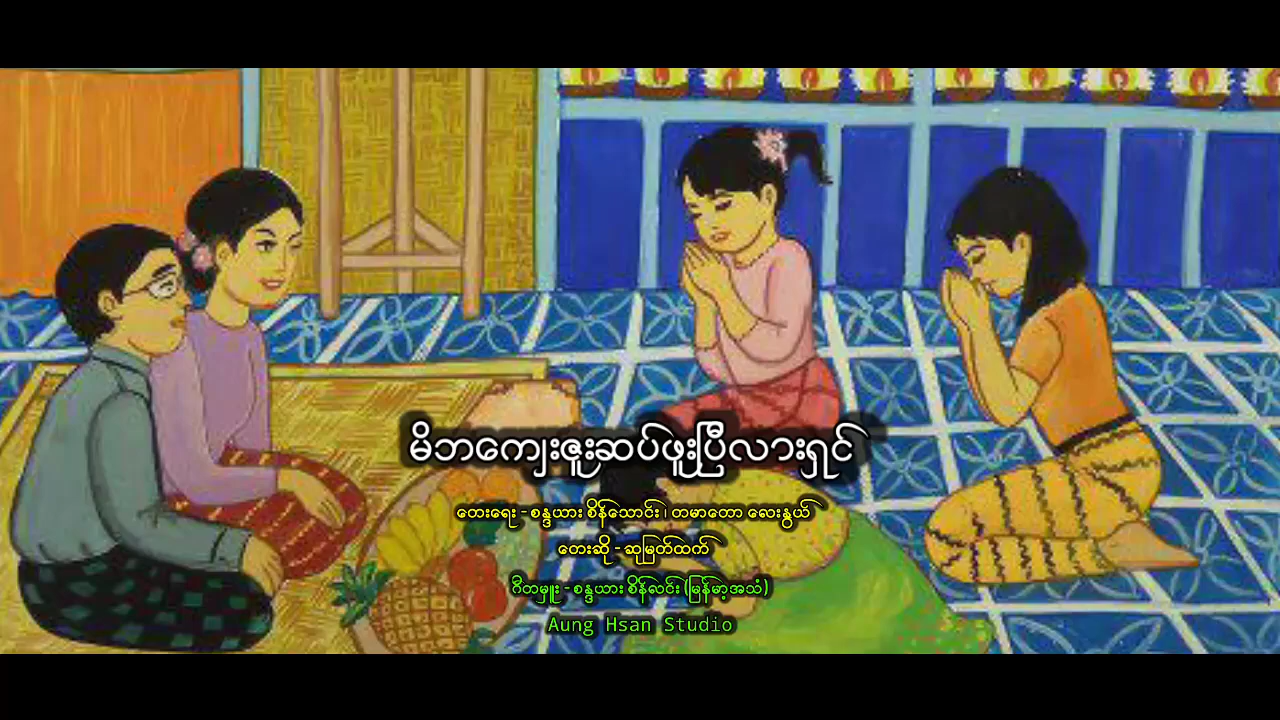 မိဘကျေးဇူးဆပ်ဖူးပြီလားရှင်
တေးရေး - စန္ဒယား စိန်သောင်း ၊ တမာတော လေးနွယ်
တေးဆို - ဆုမြတ်ထက်
ဂီတမှူး - စန္ဒယား စိန်လင်း (မြန်မာ့အသံ)
Aung Hsan Studio